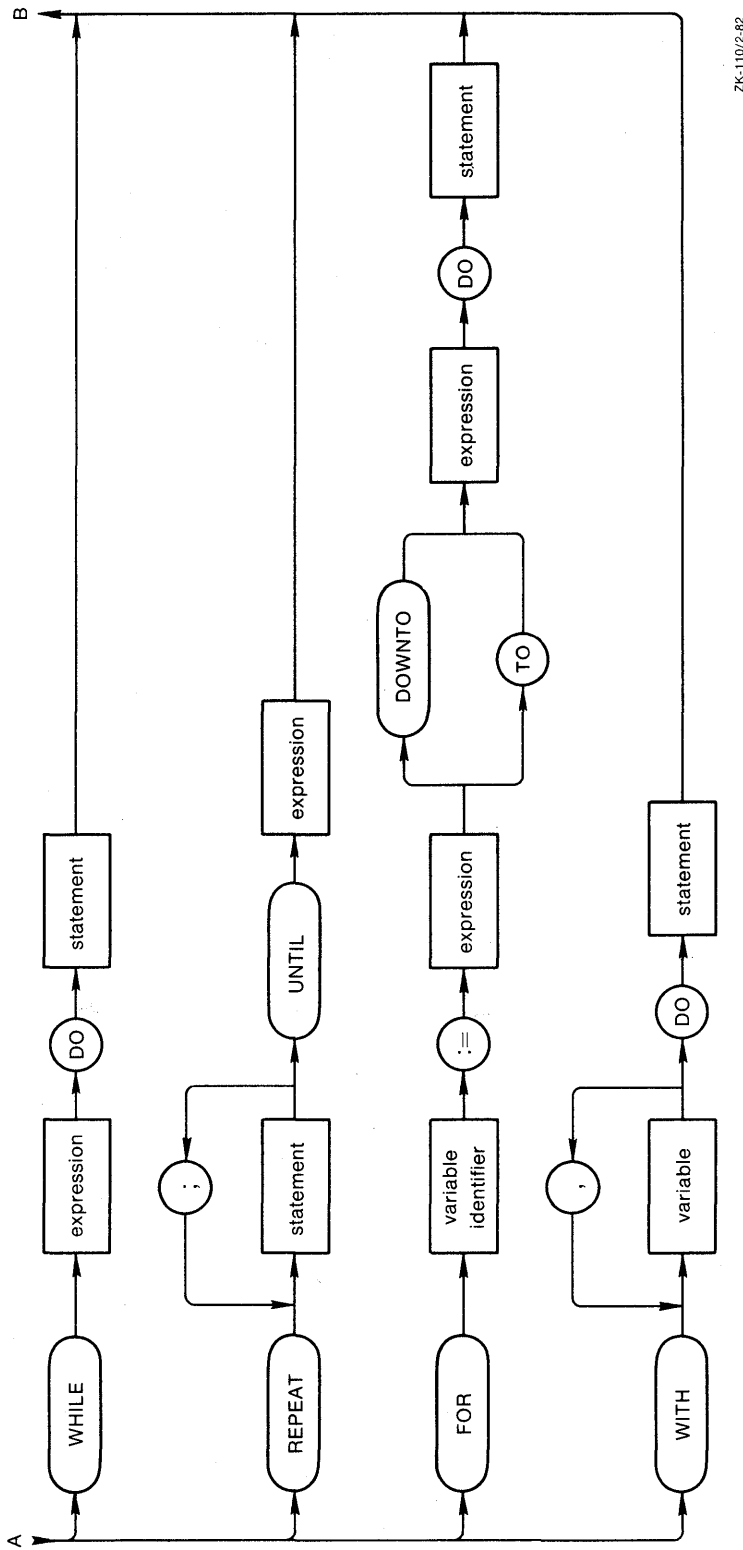 A
B
WHILE
expression
DO
statement
;
REPEAT
statement
UNTIL
expression
DOWNTO
FOR
variable
identifier
:=
expression
TO
expression
DO
statement
,
WITH
variable
DO
statement
ZK-110/2-82